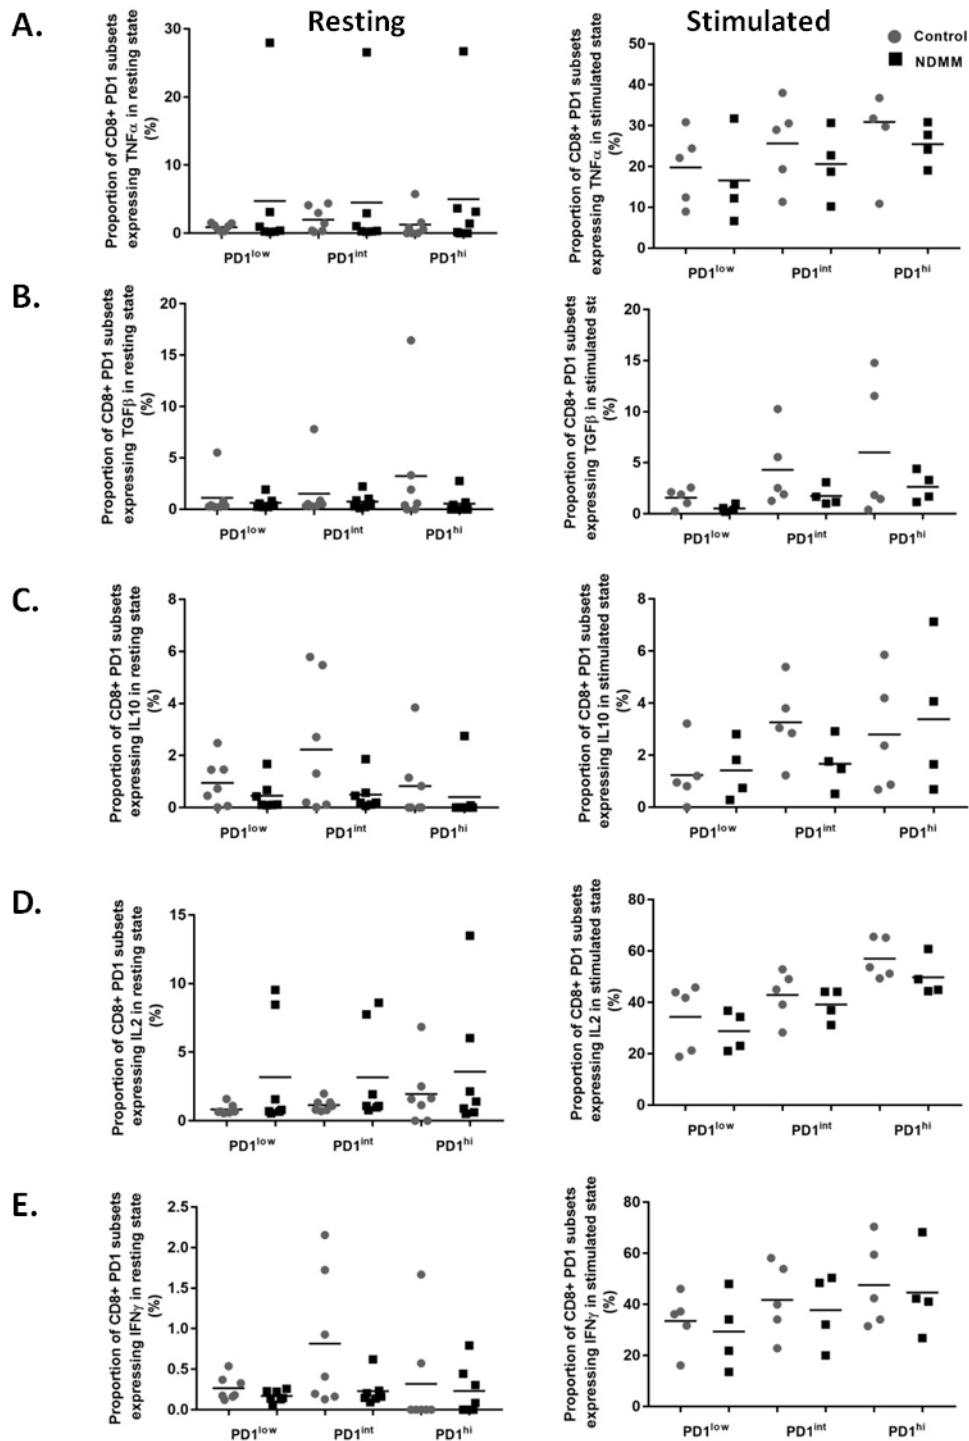 A.
Resting
Stimulated
Control
NDMM
Proportion of CD8+ PD1 subsets
expressing TNFα in resting state
(%)
30
20
10
0
PD1low PD1int PD1hi
Proportion of CD8+ PD1 subsets
expressing TNFα in stimulated state
(%)
50
40
30
20
10
0
PD1low PD1int PD1hi
B.
Proportion of CD8+ PD1 subsets
expressing TGFβ in resting state
(%)
20
15
10
5
0
PD1low PD1int PD1hi
Proportion of CD8+ PD1 subsets
expressing TGFβ in stimulated sta
(%)
20
15
10
5
0
PD1low PD1int PD1hi
C.
Proportion of CD8+ PD1 subsets
expressing IL10 in resting state
(%)
8
6
4
2
0
PD1low PD1int PD1hi
Proportion of CD8+ PD1 subsets
expressing IL10 in stimulated state
(%)
8
6
4
2
0
PD1low PD1int PD1hi
D.
Proportion of CD8+ PD1 subsets
expressing IL2 in resting state
(%)
15
10
5
0
PD1low PD1int PD1hi
Proportion of CD8+ PD1 subsets
expressing IL2 in stimulated state
(%)
80
60
40
20
0
PD1low PD1int PD1hi
E.
Proportion of CD8+ PD1 subsets
expressing IFNγ in resting state
(%)
2.5
2.0
1.5
1.0
0.5
0.0
PD1low PD1int PD1hi
Proportion of CD8+ PD1 subsets
expressing IFNγ in stimulated state
(%)
80
60
40
20
0
PD1low PD1int PD1hi